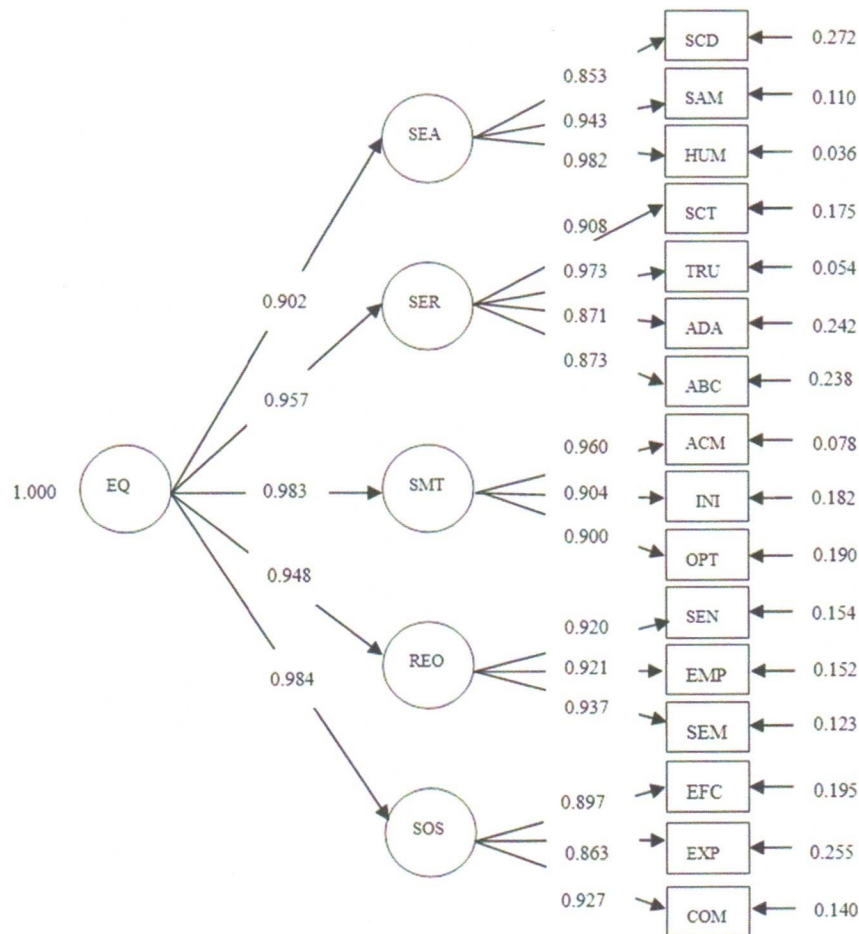 SCD 0.272
0.853
SAM 0.110
0.943
SEA
HUM 0.036
0.982
SCT 0.175
0.908
TRU 0.054
0.973
SER
0.902
ADA 0.242
0.871
ABC 0.238
0.873
0.957
ACM 0.078
0.960
1.000 EQ 0.983 SMT
INI 0.182
0.904
OPT 0.190
0.900
0.948
SEN 0.154
0.920
REO
EMP 0.152
0.921
0.984
SEM 0.123
0.937
EFC 0.195
0.897
SOS
EXP 0.255
0.863
COM 0.140
0.927